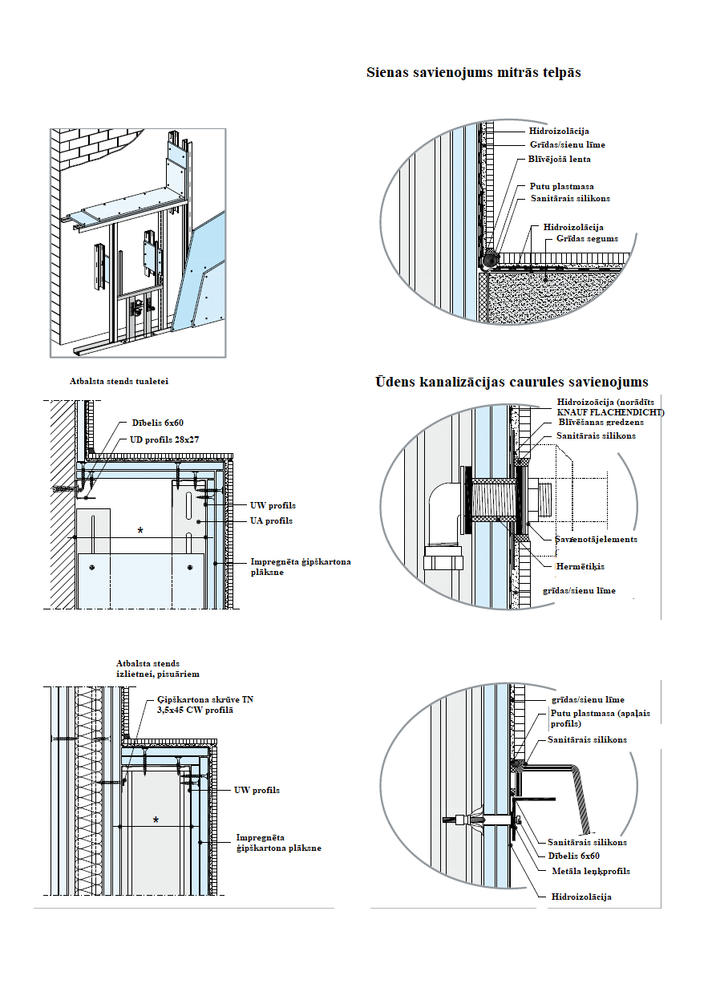 Sienas savienojums mitrās telpās
Hidroizolācija
Grīdas/sienu līme
Blīvējošā lenta
Putu plastmasa
Sanitārais silikons
Hidroizolācija
Grīdas segums
Atbalsta stends tualetei
Dībelis 6x60
UD profils 28x27
UW profils
UA profils
*
Impregnēta ģipškartona
plāksne
Ūdens kanalizācijas caurules savienojums
Hidroizoācija (norādīts
KNAUF FLACHENDICHT)
Blīvēšanas gredzens
Sanitārais silikons
Savienotājelements
Hermētiķis
grīdas/sienu līme
Atbalsta stends
izlietnei, pisuāriem
Ģipškartona skrūve TN
3,5x45 CW profilā
UW profils
*
Impregnēta
ģipškartona plāksne
grīdas/sienu līme
Putu plastmasa (apaļais
profils)
Sanitārais silikons
Sanitārais silikons
Dībelis 6x60
Metāla leņķprofils
Hidroizolācija